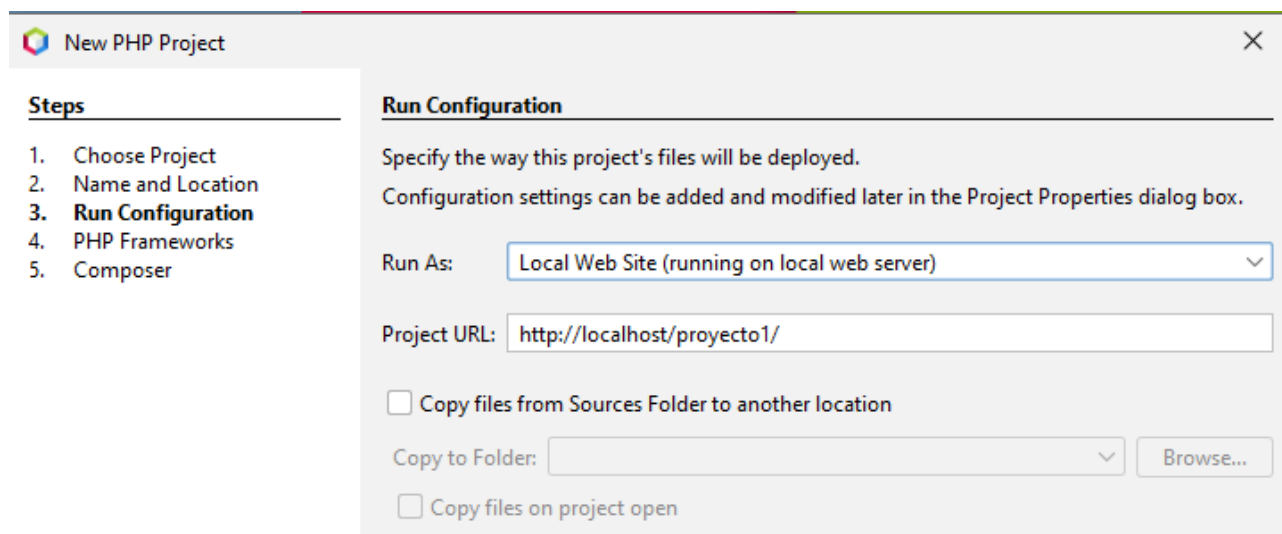 New PHP Project
Steps
1. Choose Project
2. Name and Location
3. Run Configuration
4. PHP Frameworks
5. Composer
Run Configuration
Specify the way this project's files will be deployed.
Configuration settings can be added and modified later in the Project Properties dialog box.
Run As: Local Web Site (running on local web server)
Project URL: http://localhost/proyecto1/
Copy files from Sources Folder to another location
Copy to Folder: Browse...
Copy files on project open